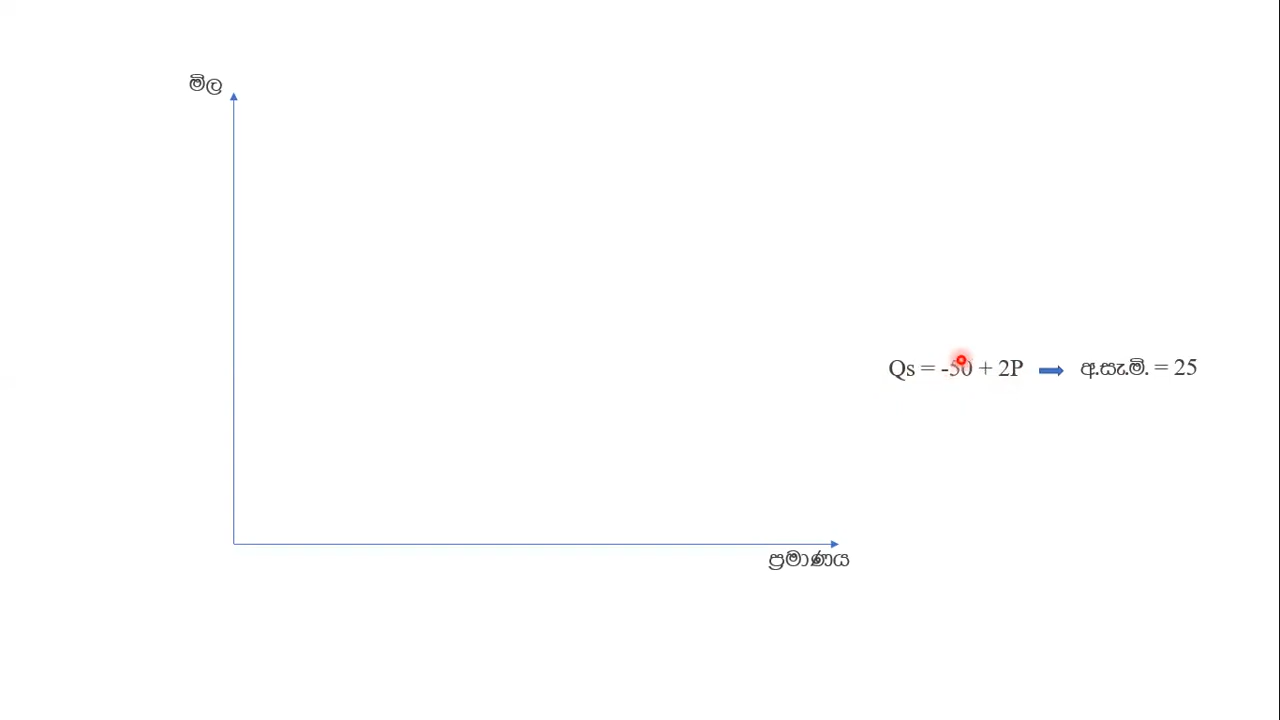 මිල
Qs = -50 + 2P අ.සැ.මි. = 25
ප්‍රමාණය